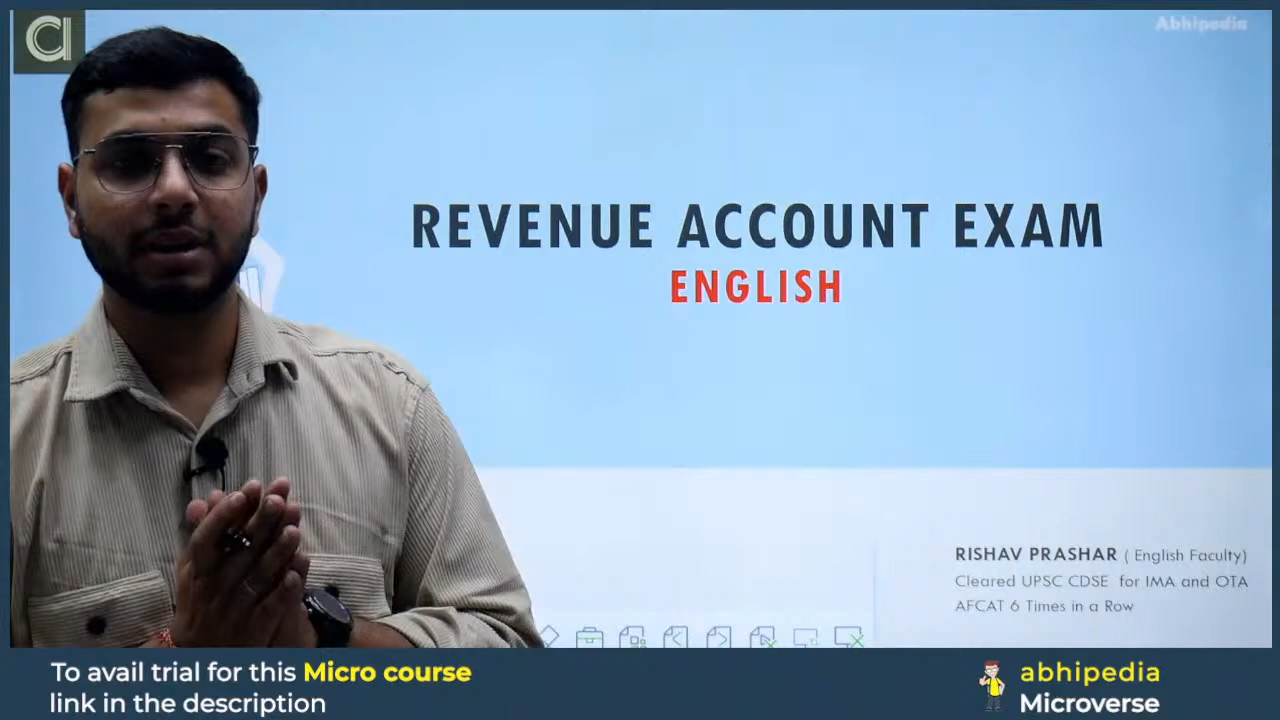 Abhipedia
REVENUE ACCOUNT EXAM
ENGLISH
RISHAV PRASHAR ( English Faculty)
Cleared UPSC CDSE for IMA and OTA
AFCAT 6 Times in a Row
To avail trial for this Micro course
link in the description
abhipedia
Microverse